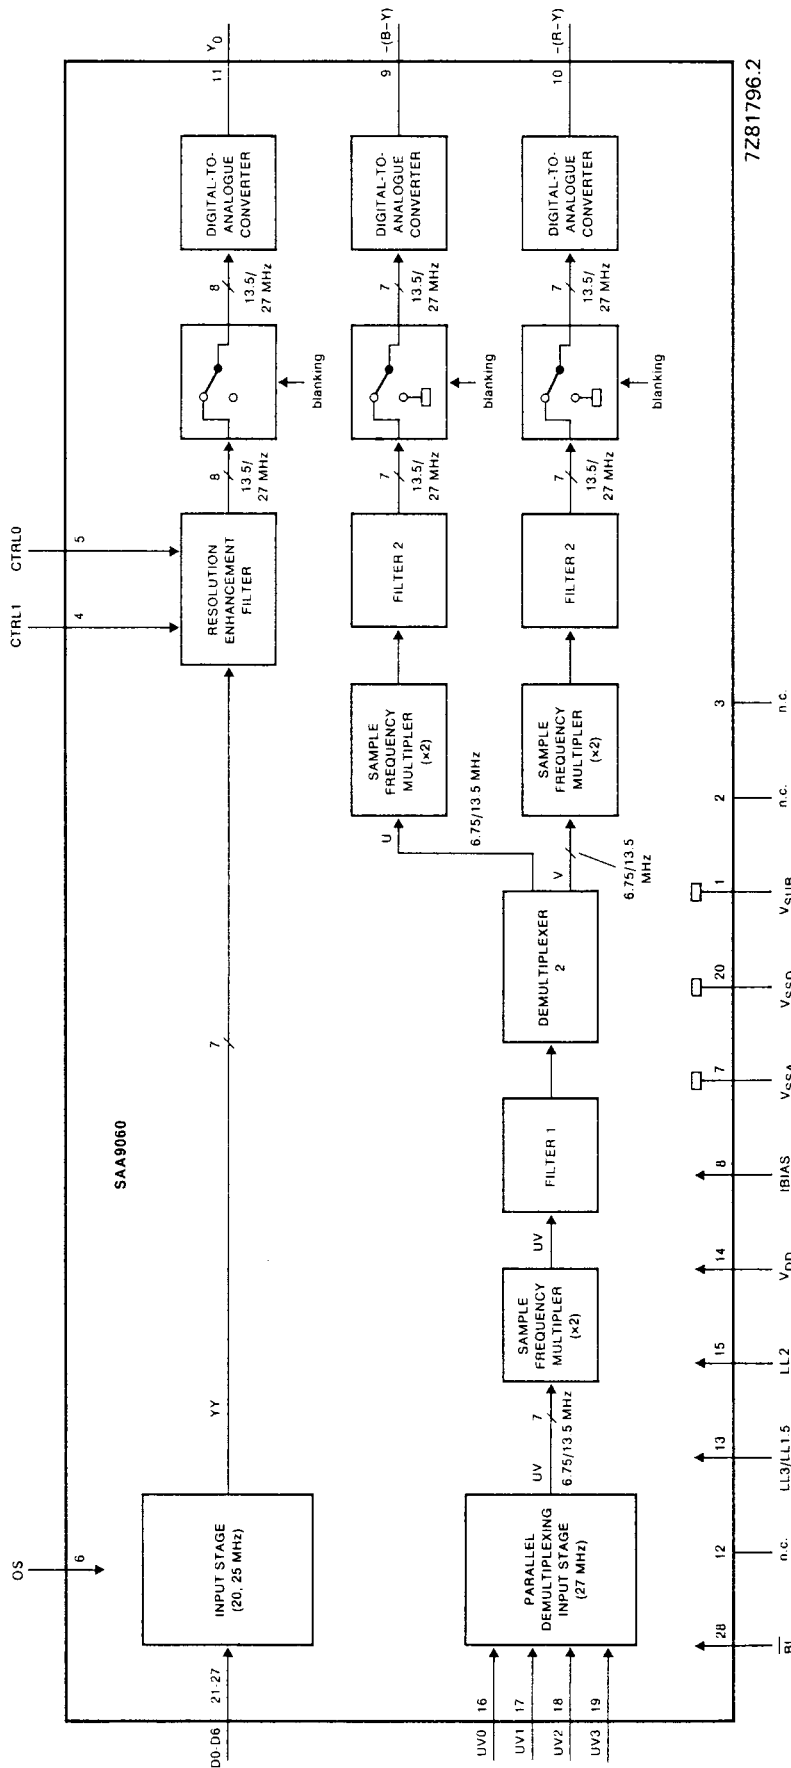 OS
6
CTRL1
4
CTRL0
5
SAA9060
D0-D6
21-27
INPUT STAGE
(20, 25 MHz)
YY
7
RESOLUTION
ENHANCEMENT
FILTER
8
13.5/
27 MHz
blanking
8
13.5/
27 MHz
DIGITAL-TO-
ANALOGUE
CONVERTER
11
Y0
U
6.75/13.5 MHz
SAMPLE
FREQUENCY
MULTIPLER
(x2)
FILTER 2
7
13.5/
27 MHz
blanking
7
13.5/
27 MHz
DIGITAL-TO-
ANALOGUE
CONVERTER
9
-(B-Y)
UV0 16
UV1 17
UV2 18
UV3 19
PARALLEL
DEMULTIPLEXING
INPUT STAGE
(27 MHz)
UV
7
6.75/13.5 MHz
SAMPLE
FREQUENCY
MULTIPLER
(x2)
UV
FILTER 1
DEMULTIPLEXER
2
V
6.75/13.5
MHz
SAMPLE
FREQUENCY
MULTIPLER
(x2)
FILTER 2
7
13.5/
27 MHz
blanking
7
13.5/
27 MHz
DIGITAL-TO-
ANALOGUE
CONVERTER
10
-(R-Y)
28
BL
12
n.c.
13
LL3/LL1.5
15
LL2
14
VDD
8
IBIAS
7
VSSA
20
VSSD
1
VSUB
2
n.c.
3
n.c.
7Z81796.2